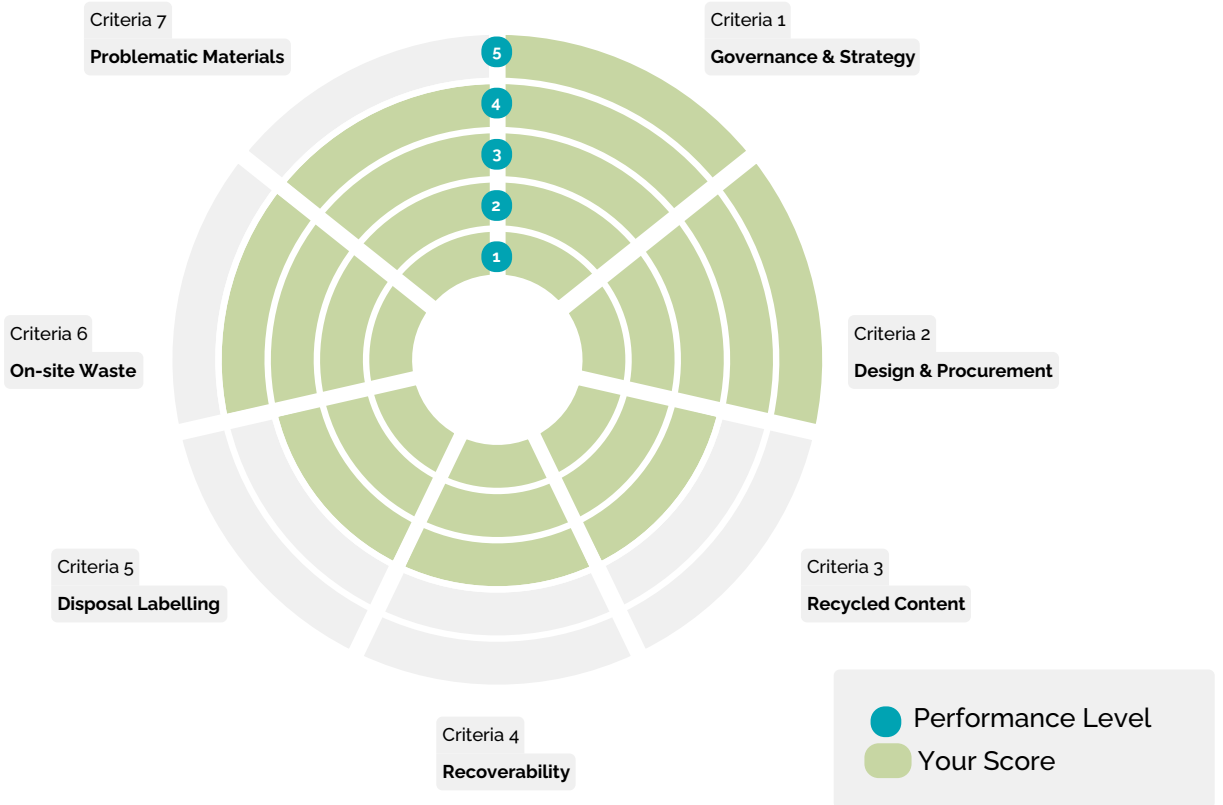 Criteria 7
Problematic Materials
Criteria 1
Governance & Strategy
5
4
3
2
1
Criteria 6
On-site Waste
Criteria 2
Design & Procurement
Criteria 5
Disposal Labelling
Criteria 3
Recycled Content
Criteria 4
Recoverability
Performance Level
Your Score